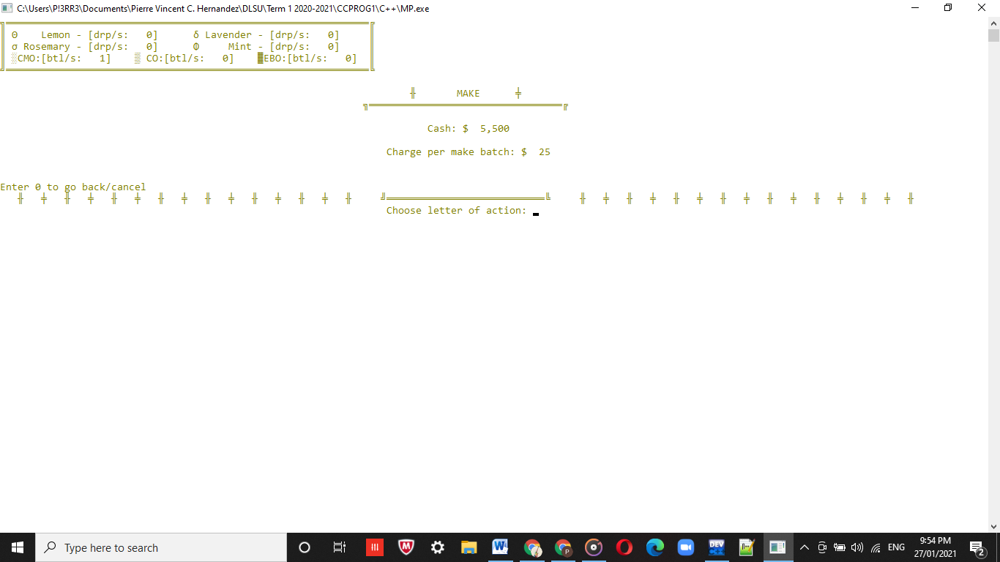 C:\Users\P!3RR3\Documents\Pierre Vincent C. Hernandez\DLSU\Term 1 2020-2021\CCPROG1\C++\MP.exe
Θ Lemon - [drp/s: 0] δ Lavender - [drp/s: 0]
σ Rosemary - [drp/s: 0] Φ Mint - [drp/s: 0]
░CMO:[btl/s: 1] ▒ CO:[btl/s: 0] ▓EBO:[btl/s: 0]
╫ MAKE ╪
Cash: $ 5,500
Charge per make batch: $ 25
Enter 0 to go back/cancel
Choose letter of action:
Type here to search
DEV
ENG
9:54 PM
27/01/2021
2